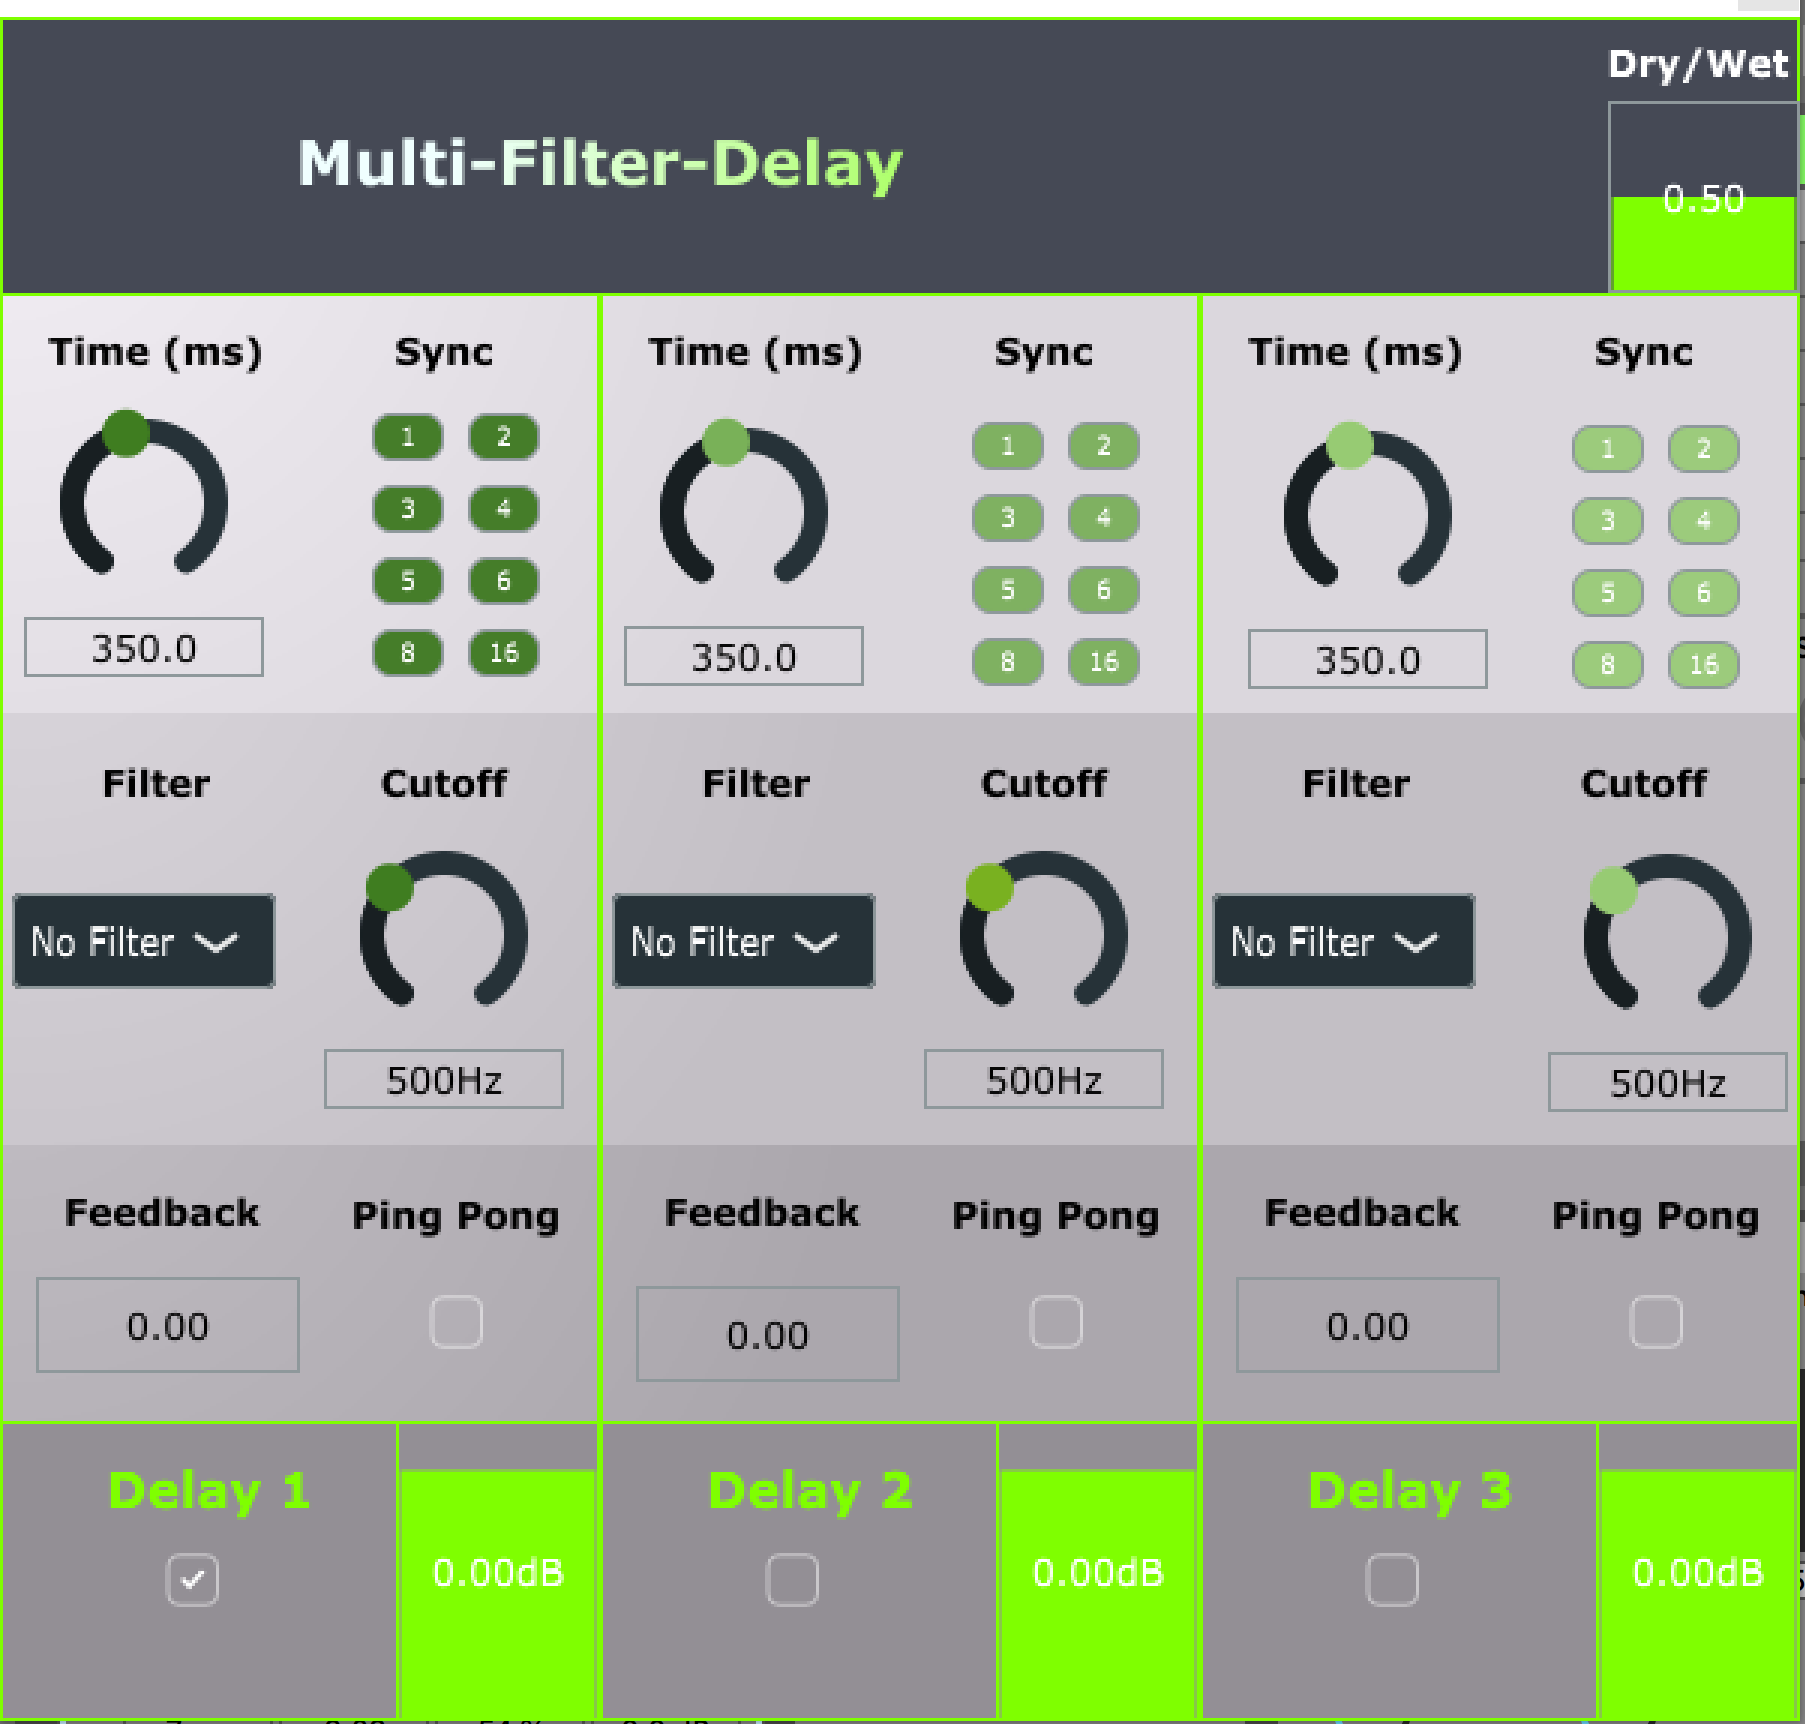 Dry/Wet
Multi-Filter-Delay
0.50
Time (ms) Sync Time (ms) Sync Time (ms) Sync
1 2 1 2 1 2
3 4 3 4 3 4
5 6 5 6 5 6
350.0 8 16 350.0 8 16 350.0 8 16
Filter Cutoff Filter Cutoff Filter Cutoff
No Filter No Filter No Filter
500Hz 500Hz 500Hz
Feedback Ping Pong Feedback Ping Pong Feedback Ping Pong
0.00 0.00 0.00
Delay 1 Delay 2 Delay 3
0.00dB 0.00dB 0.00dB